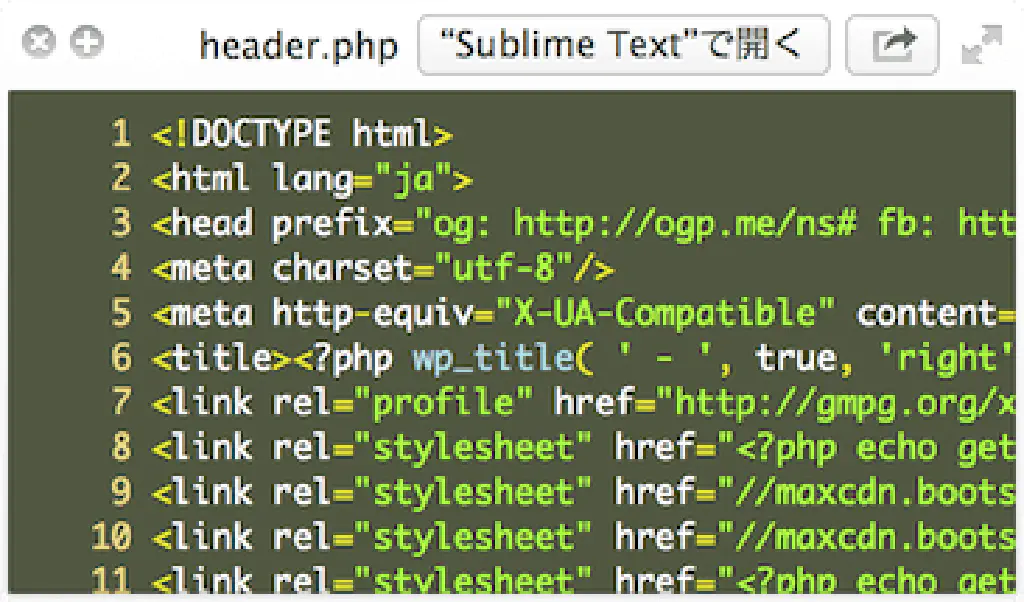 header.php “Sublime Text”で開く
1 <!DOCTYPE html>
2 <html lang="ja">
3 <head prefix="og: http://ogp.me/ns# fb: htt
4 <meta charset="utf-8"/>
5 <meta http-equiv="X-UA-Compatible" content=
6 <title><?php wp_title( ' - ', true, 'right'
7 <link rel="profile" href="http://gmpg.org/x
8 <link rel="stylesheet" href="<?php echo get
9 <link rel="stylesheet" href="//maxcdn.boots
10 <link rel="stylesheet" href="//maxcdn.boots
11 <link rel="stylesheet" href="<?php echo get